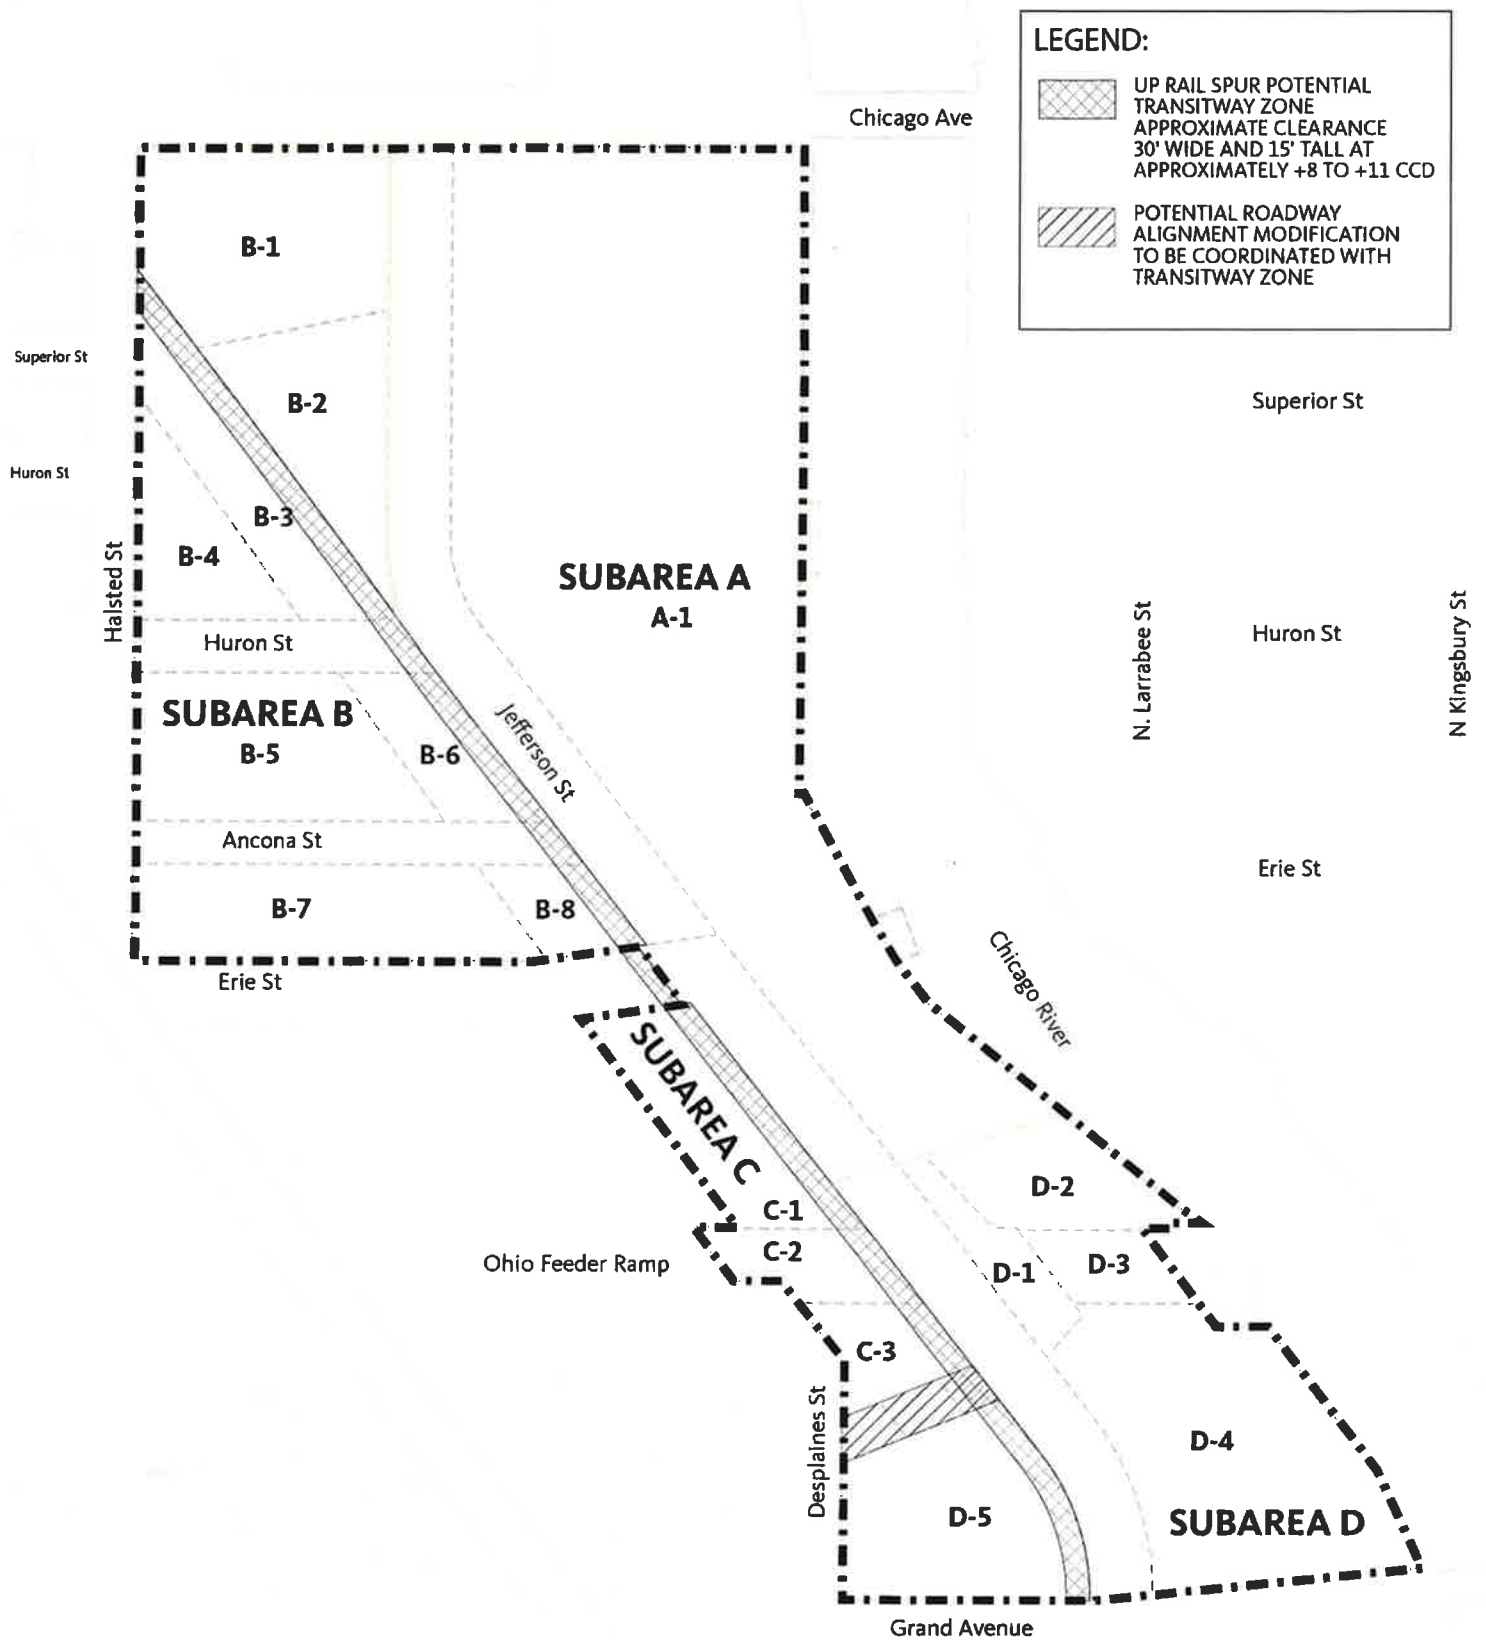 LEGEND:
UP RAIL SPUR POTENTIAL
TRANSITWAY ZONE
APPROXIMATE CLEARANCE
30' WIDE AND 15' TALL AT
APPROXIMATELY +8 TO +11 CCD
POTENTIAL ROADWAY
ALIGNMENT MODIFICATION
TO BE COORDINATED WITH
TRANSITWAY ZONE
Chicago Ave
B-1
Superior St
B-2
Superior St
Huron St
B-3
B-4
Halsted St
SUBAREA A
A-1
Huron St
N. Larrabee St
Huron St
N Kingsbury St
SUBAREA B
B-5
B-6
Jefferson St
Ancona St
Erie St
B-7
B-8
Erie St
Chicago River
SUBAREA C
C-1
D-2
C-2
Ohio Feeder Ramp
D-1
D-3
C-3
Desplaines St
D-4
D-5
SUBAREA D
Grand Avenue